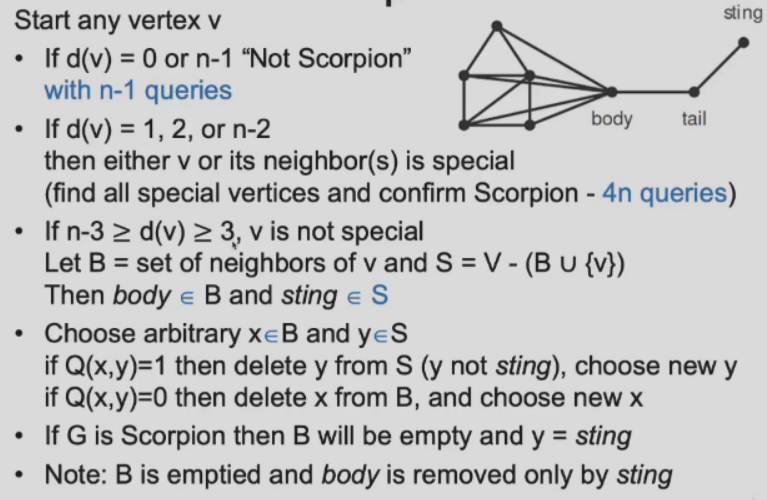 Start any vertex v
• If d(v) = 0 or n-1 “Not Scorpion”
with n-1 queries
• If d(v) = 1, 2, or n-2
then either v or its neighbor(s) is special
(find all special vertices and confirm Scorpion - 4n queries)
• If n-3 ≥ d(v) ≥ 3, v is not special
Let B = set of neighbors of v and S = V - (B ∪ {v})
Then body ∈ B and sting ∈ S
• Choose arbitrary x∈B and y∈S
if Q(x,y)=1 then delete y from S (y not sting), choose new y
if Q(x,y)=0 then delete x from B, and choose new x
• If G is Scorpion then B will be empty and y = sting
• Note: B is emptied and body is removed only by sting
sting
body
tail